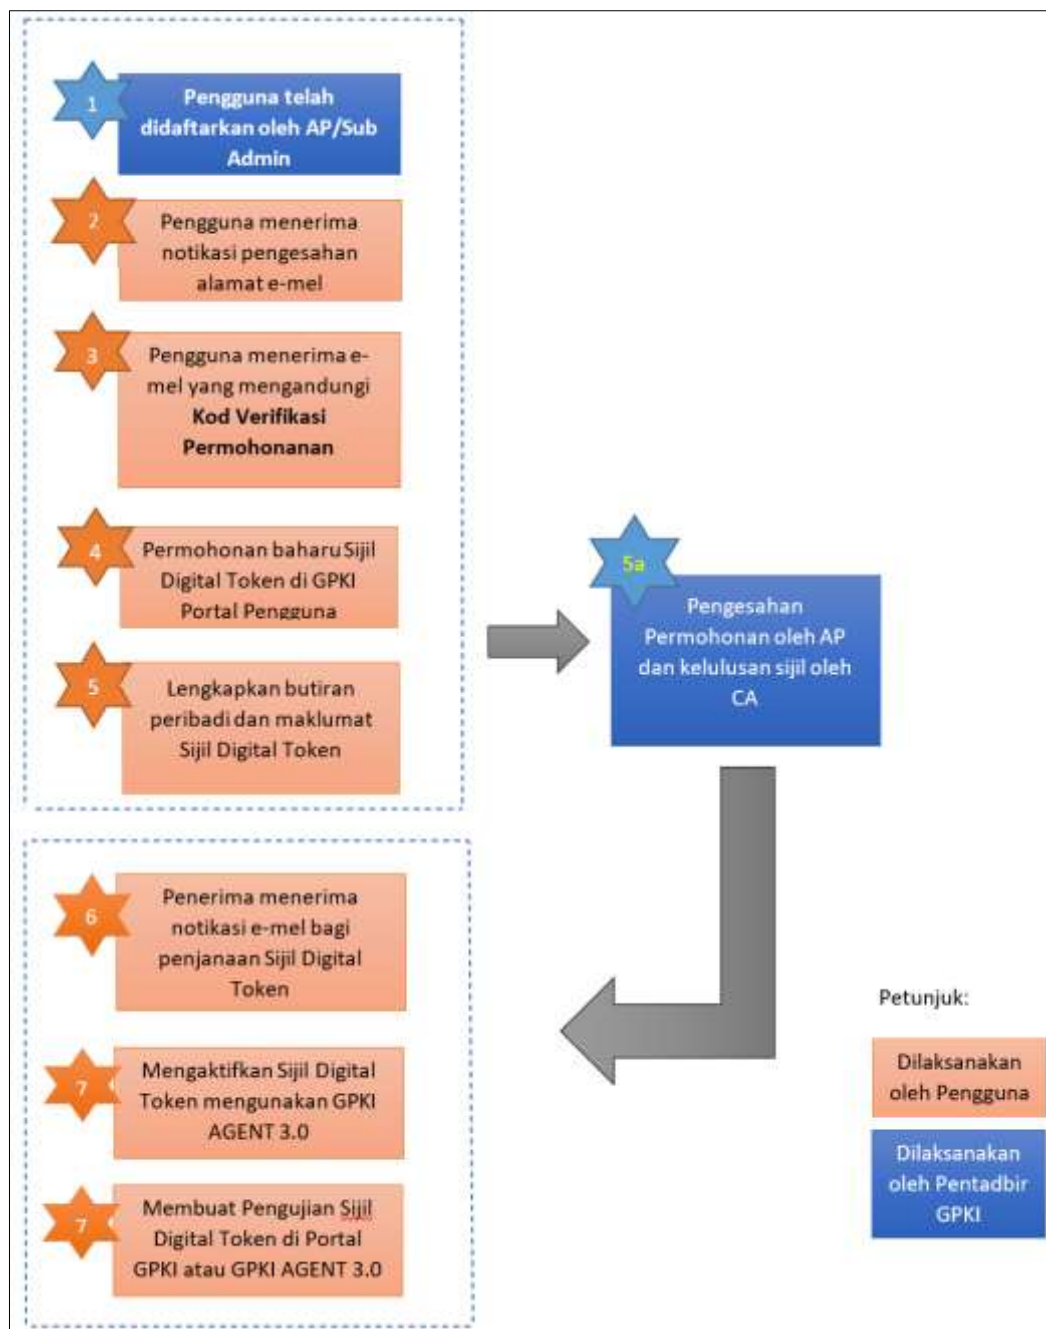 1
Pengguna telah
didaftarkan oleh AP/Sub
Admin
2
Pengguna menerima
notikasi pengesahan
alamat e-mel
3
Pengguna menerima e-
mel yang mengandungi
Kod Verifikasi
Permohonanan
4
Permohonan baharu Sijil
Digital Token di GPKI
Portal Pengguna
5
Lengkapkan butiran
peribadi dan maklumat
Sijil Digital Token
5a
Pengesahan
Permohonan oleh AP
dan kelulusan sijil oleh
CA
6
Penerima menerima
notikasi e-mel bagi
penjanaan Sijil Digital
Token
7
Mengaktifkan Sijil Digital
Token mengunakan GPKI
AGENT 3.0
7
Membuat Pengujian Sijil
Digital Token di Portal
GPKI atau GPKI AGENT 3.0
Petunjuk:
Dilaksanakan
oleh Pengguna
Dilaksanakan
oleh Pentadbir
GPKI